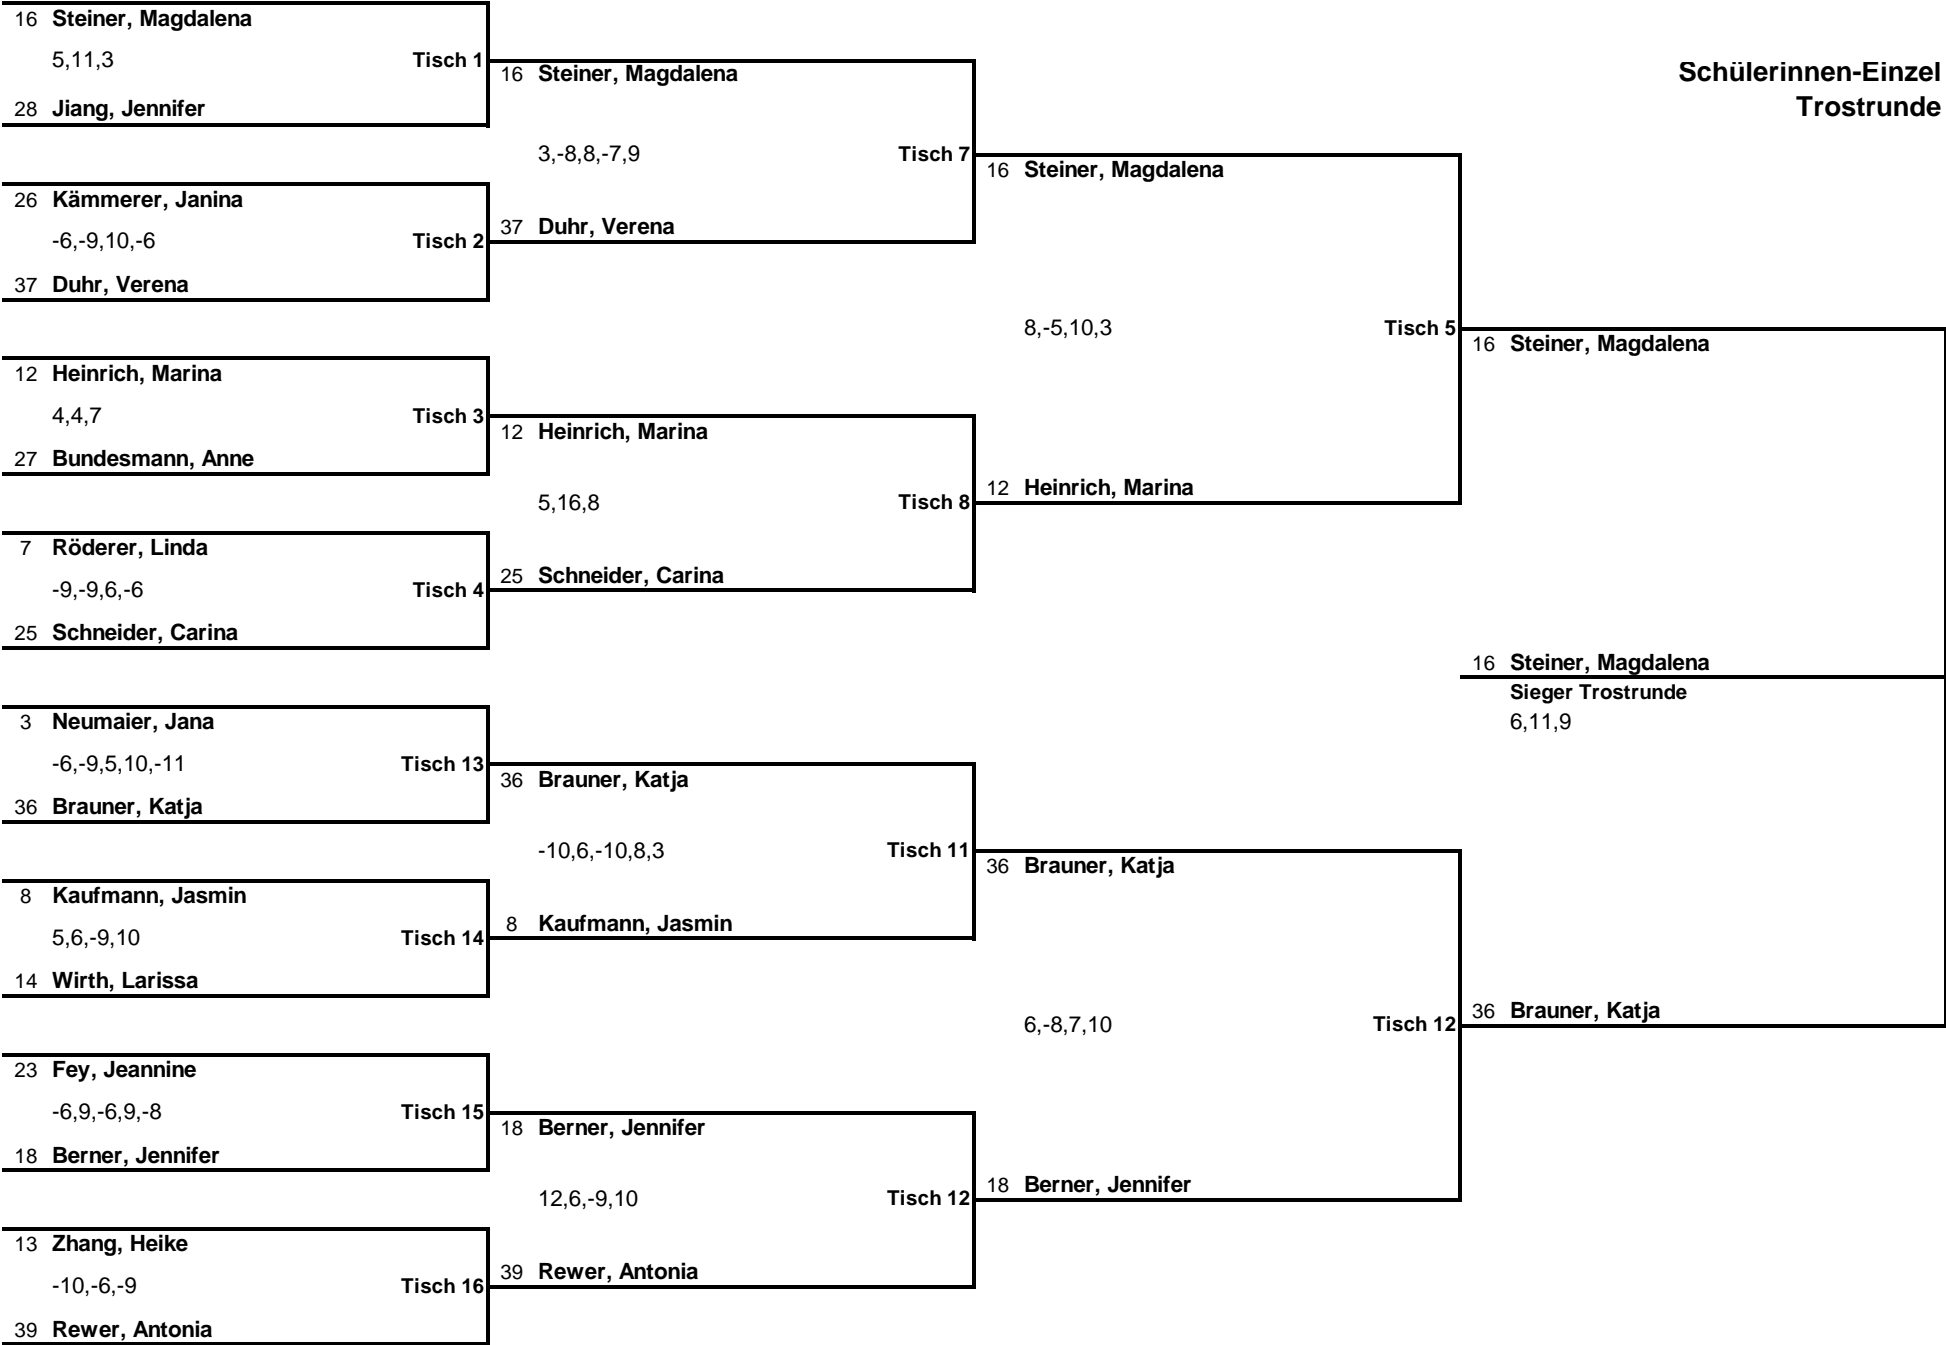 Schülerinnen-Einzel
Trostrunde
16 Steiner, Magdalena
5,11,3 Tisch 1
28 Jiang, Jennifer
26 Kämmerer, Janina
-6,-9,10,-6 Tisch 2
37 Duhr, Verena
12 Heinrich, Marina
4,4,7 Tisch 3
27 Bundesmann, Anne
7 Röderer, Linda
-9,-9,6,-6 Tisch 4
25 Schneider, Carina
3 Neumaier, Jana
-6,-9,5,10,-11 Tisch 13
36 Brauner, Katja
8 Kaufmann, Jasmin
5,6,-9,10 Tisch 14
14 Wirth, Larissa
23 Fey, Jeannine
-6,9,-6,9,-8 Tisch 15
18 Berner, Jennifer
13 Zhang, Heike
-10,-6,-9 Tisch 16
39 Rewer, Antonia
16 Steiner, Magdalena
3,-8,8,-7,9 Tisch 7
37 Duhr, Verena
12 Heinrich, Marina
5,16,8 Tisch 8
25 Schneider, Carina
36 Brauner, Katja
-10,6,-10,8,3 Tisch 11
8 Kaufmann, Jasmin
18 Berner, Jennifer
12,6,-9,10 Tisch 12
39 Rewer, Antonia
16 Steiner, Magdalena
8,-5,10,3 Tisch 5
12 Heinrich, Marina
36 Brauner, Katja
6,-8,7,10 Tisch 12
18 Berner, Jennifer
16 Steiner, Magdalena
16 Steiner, Magdalena
Sieger Trostrunde
6,11,9
36 Brauner, Katja